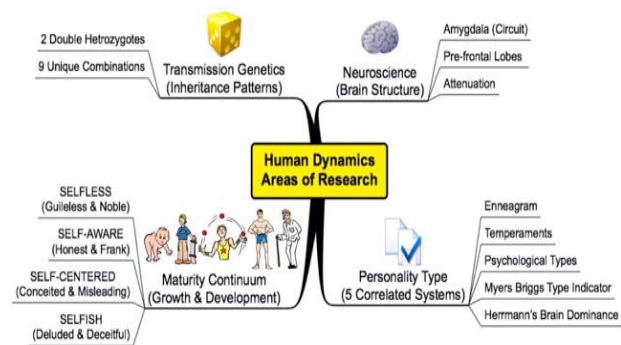 2 Double Hetrozygotes
9 Unique Combinations
Transmission Genetics
(Inheritance Patterns)
Neuroscience
(Brain Structure)
Amygdala (Circuit)
Pre-frontal Lobes
Attenuation
Human Dynamics
Areas of Research
SELFLESS
(Guileless & Noble)
SELF-AWARE
(Honest & Frank)
SELF-CENTERED
(Conceited & Misleading)
SELFISH
(Deluded & Deceitful)
Maturity Continuum
(Growth & Development)
Personality Type
(5 Correlated Systems)
Enneagram
Temperaments
Psychological Types
Myers Briggs Type Indicator
Herrmann's Brain Dominance